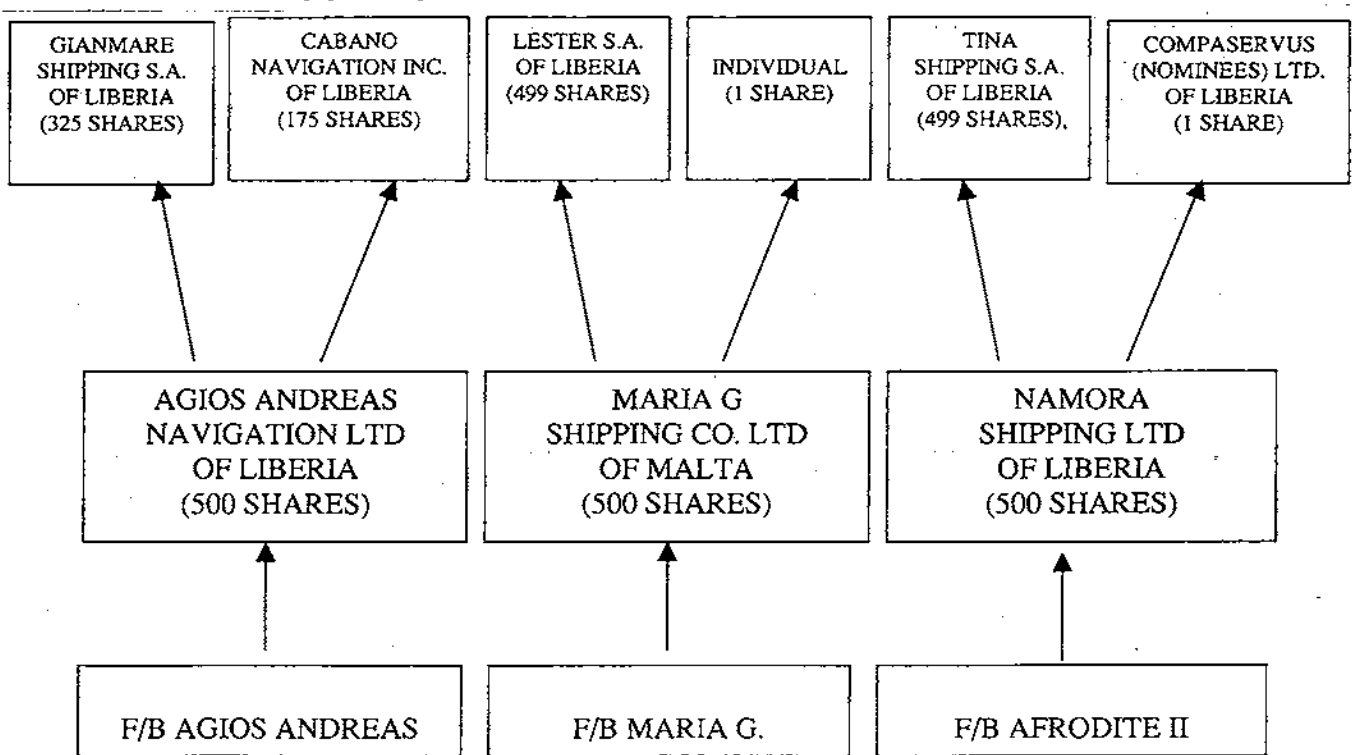 GIANMARE
SHIPPING S.A.
OF LIBERIA
(325 SHARES)
CABANO
NAVIGATION INC.
OF LIBERIA
(175 SHARES)
LESTER S.A.
OF LIBERIA
(499 SHARES)
INDIVIDUAL
(1 SHARE)
TINA
SHIPPING S.A.
OF LIBERIA
(499 SHARES).
COMPASERVUS
(NOMINEES) LTD.
OF LIBERIA
(1 SHARE)
AGIOS ANDREAS
NAVIGATION LTD
OF LIBERIA
(500 SHARES)
MARIA G
SHIPPING CO. LTD
OF MALTA
(500 SHARES)
NAMORA
SHIPPING LTD
OF LIBERIA
(500 SHARES)
F/B AGIOS ANDREAS
F/B MARIA G.
F/B AFRODITE II